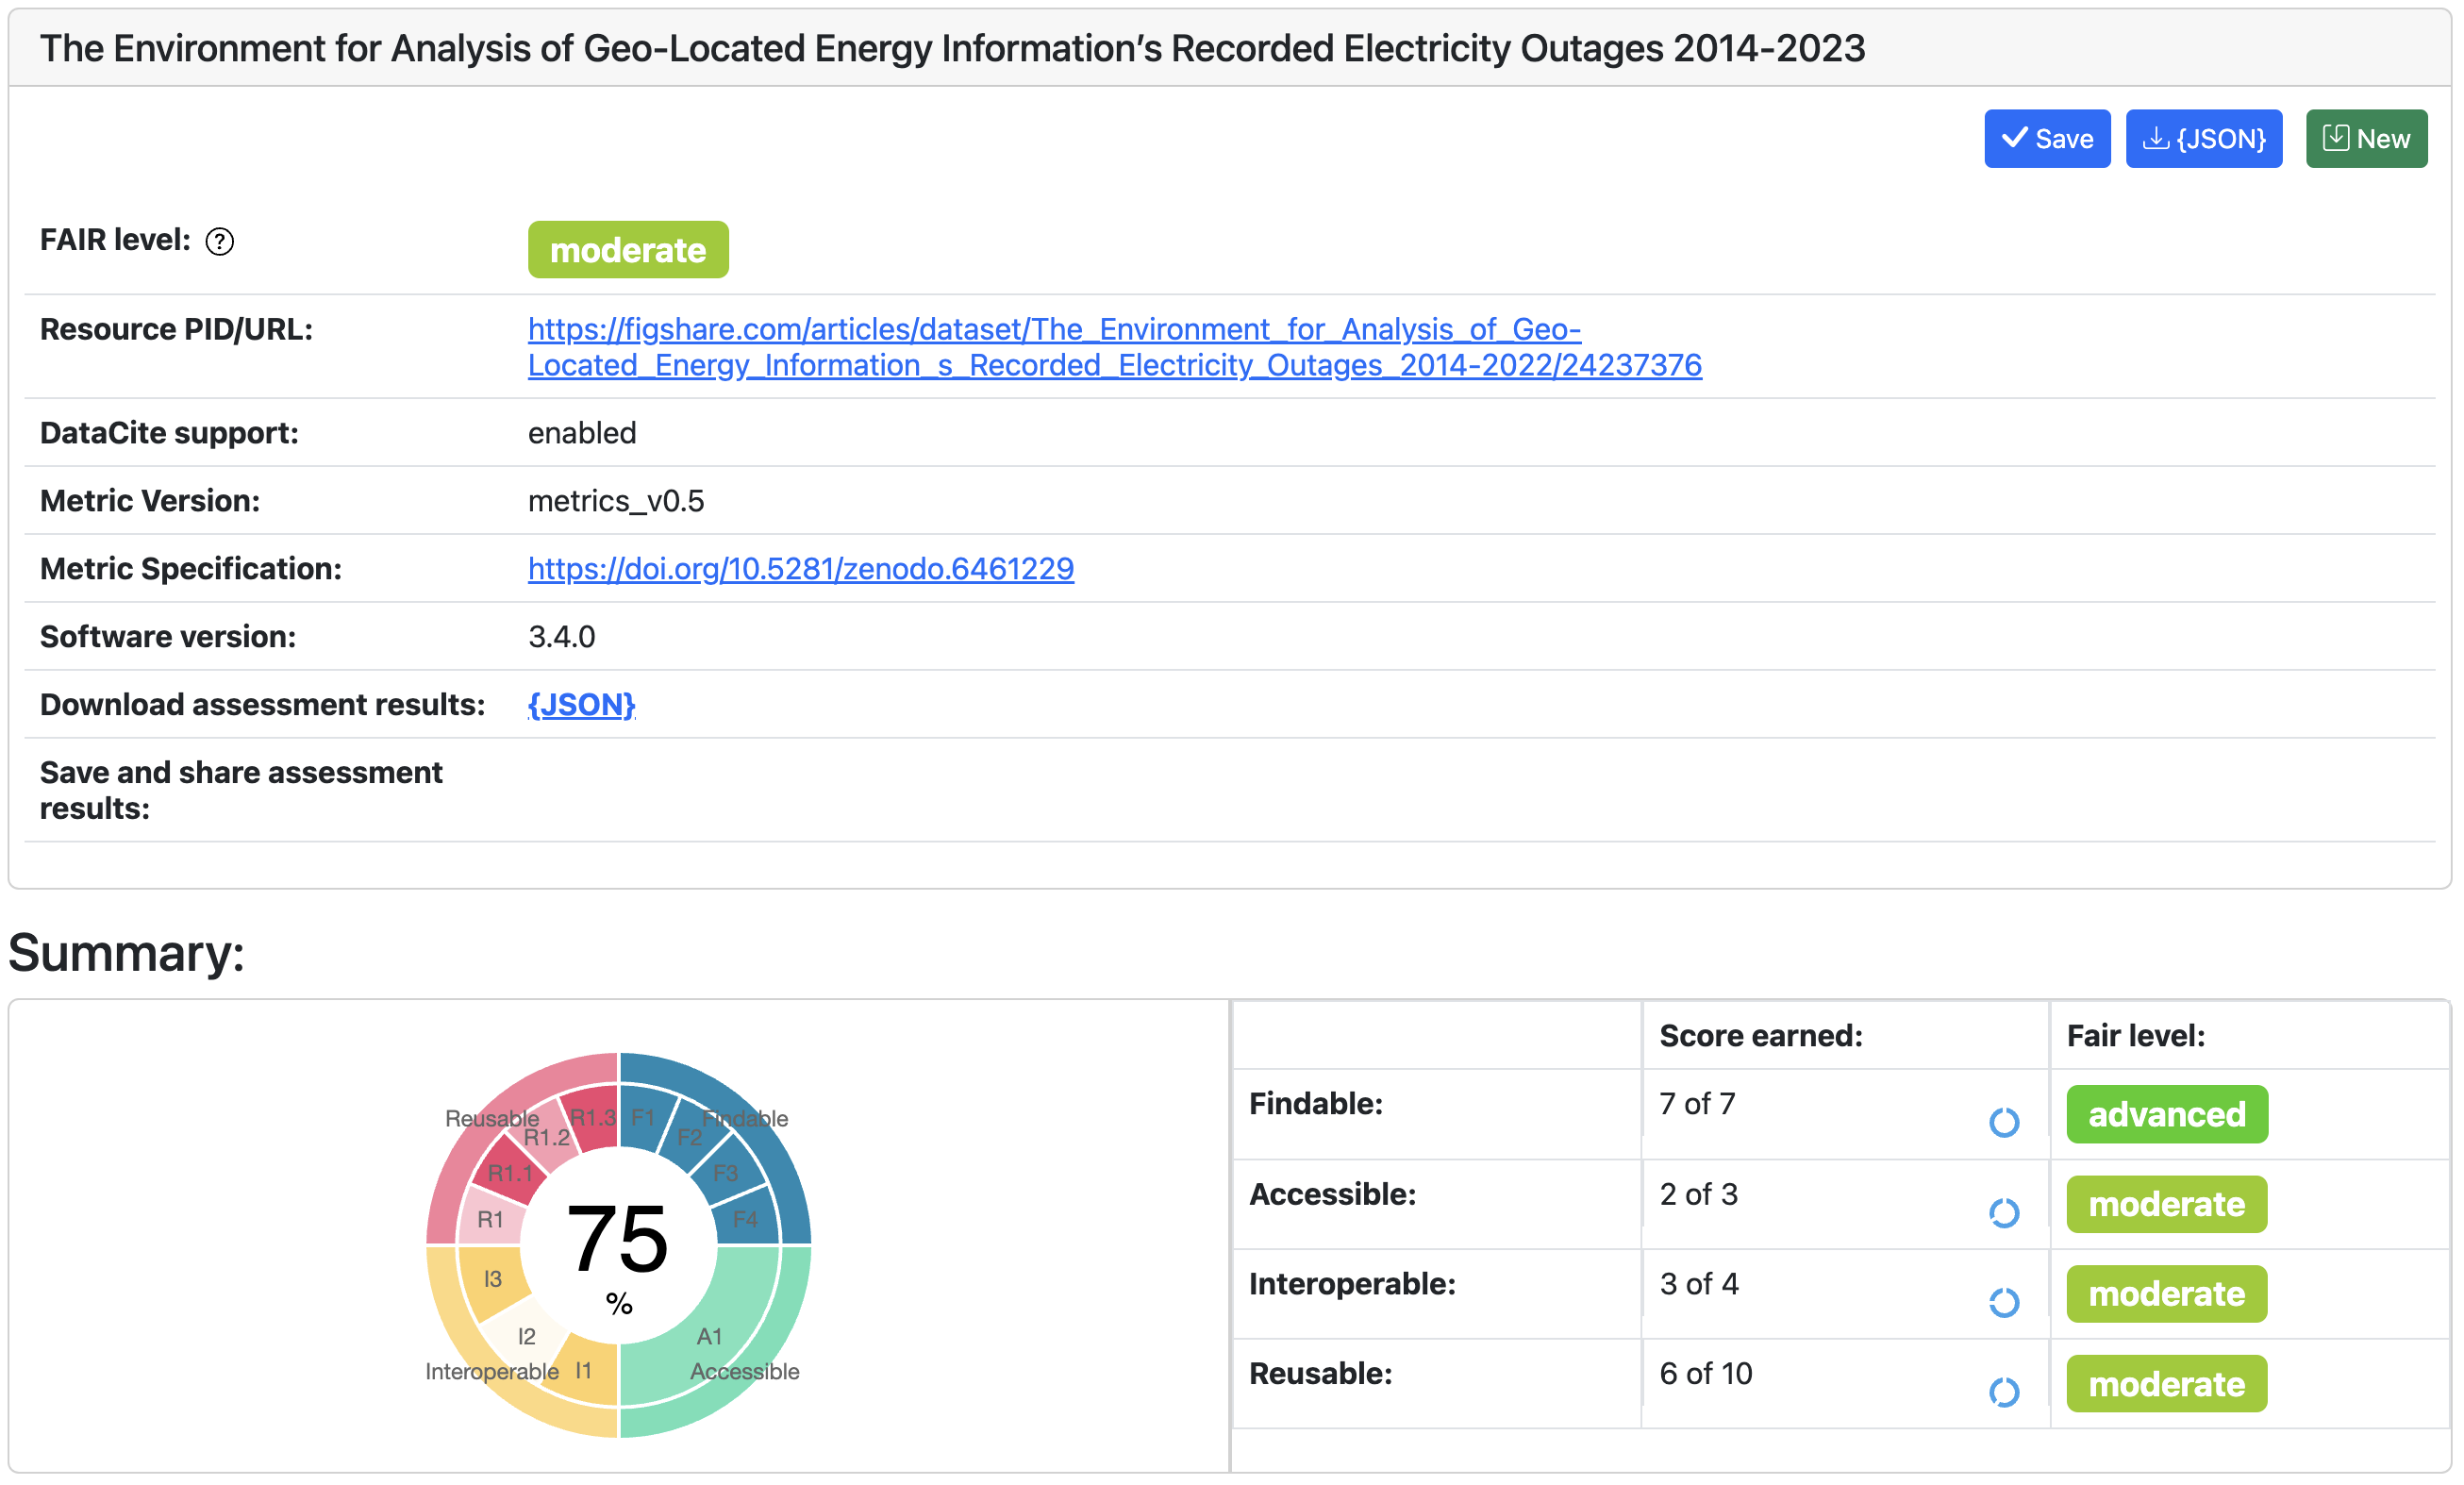 The Environment for Analysis of Geo-Located Energy Information’s Recorded Electricity Outages 2014-2023
Save
{JSON}
New
FAIR level: ?
moderate
Resource PID/URL:
https://figshare.com/articles/dataset/The_Environment_for_Analysis_of_Geo-
Located_Energy_Information_s_Recorded_Electricity_Outages_2014-2022/24237376
DataCite support:
enabled
Metric Version:
metrics_v0.5
Metric Specification:
https://doi.org/10.5281/zenodo.6461229
Software version:
3.4.0
Download assessment results:
{JSON}
Save and share assessment
results:
Summary:
Reusable
R1.3
F1
Findable
R1.2
F2
R1.1
F3
R1
F4
75
%
I3
I2
A1
Interoperable
I1
Accessible
Score earned:
Fair level:
Findable:
7 of 7
advanced
Accessible:
2 of 3
moderate
Interoperable:
3 of 4
moderate
Reusable:
6 of 10
moderate